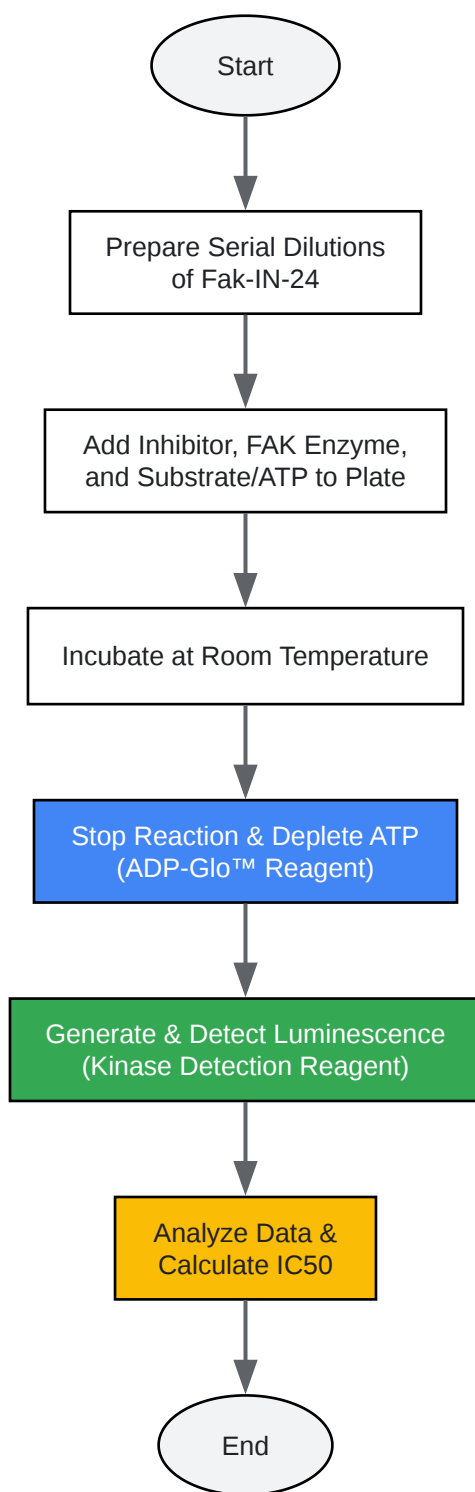 Start
Prepare Serial Dilutions
of Fak-IN-24
Add Inhibitor, FAK Enzyme,
and Substrate/ATP to Plate
Incubate at Room Temperature
Stop Reaction & Deplete ATP
(ADP-Glo™ Reagent)
Generate & Detect Luminescence
(Kinase Detection Reagent)
Analyze Data &
Calculate IC50
End